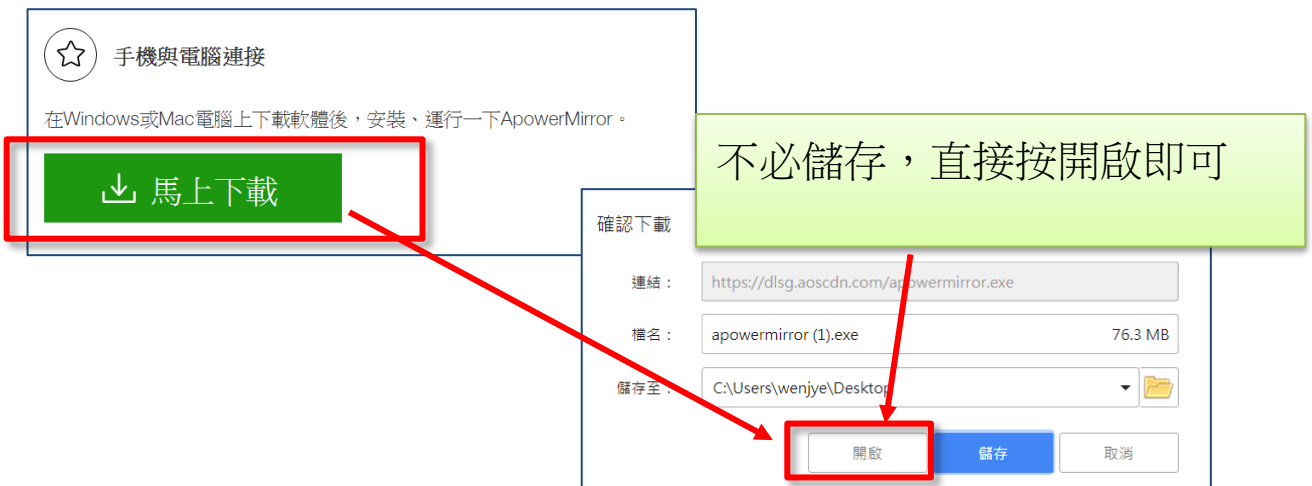 手機與電腦連接
在Windows或Mac電腦上下載軟體後，安裝、運行一下ApowerMirror。
馬上下載
不必儲存，直接按開啟即可
確認下載
連結： https://dlsg.aoscdn.com/apowermirror.exe
檔名： apowermirror (1).exe 76.3 MB
儲存至： C:\Users\wenjye\Desktop
開啟 儲存 取消